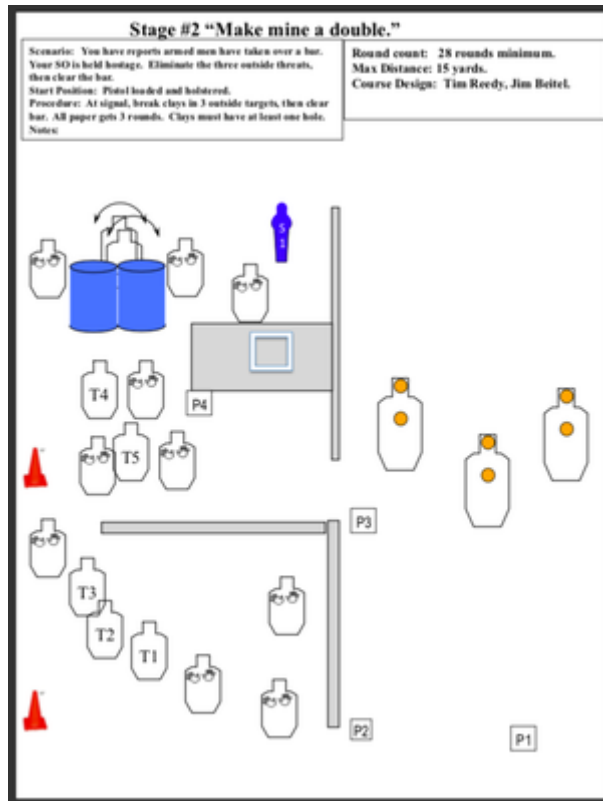 Stage #2 “Make mine a double.”
Scenario: You have reports armed men have taken over a bar.
Your SO is held hostage. Eliminate the three outside threats,
then clear the bar.
Start Position: Pistol loaded and holstered.
Procedure: At signal, break clays in 3 outside targets, then clear
bar. All paper gets 3 rounds. Clays must have at least one hole.
Notes:
Round count: 28 rounds minimum.
Max Distance: 15 yards.
Course Design: Tim Reedy, Jim Beitel.
T4
P4
T5
P3
T3
T2
T1
P2
P1